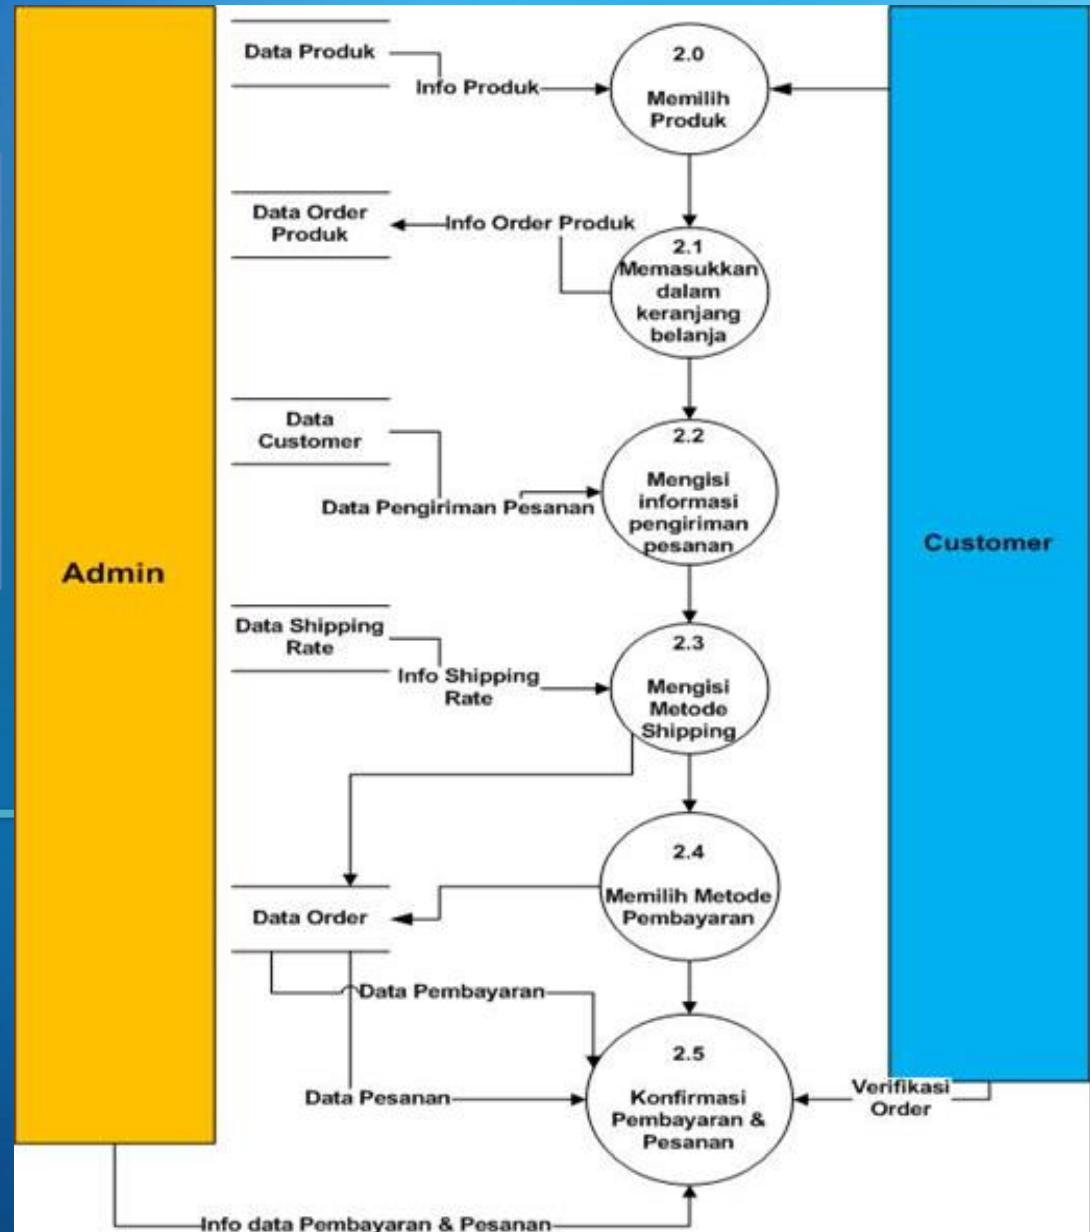 Data Produk
Info Produk
2.0
Memilih
Produk
Data Order
Produk
Info Order Produk
2.1
Memasukkan
dalam
keranjang
belanja
Data
Customer
Data Pengiriman Pesanan
2.2
Mengisi
informasi
pengiriman
pesanan
Admin
Customer
Data Shipping
Rate
Info Shipping
Rate
2.3
Mengisi
Metode
Shipping
2.4
Memilih Metode
Pembayaran
Data Order
Data Pembayaran
2.5
Konfirmasi
Pembayaran &
Pesanan
Data Pesanan
Verifikasi
Order
Info data Pembayaran & Pesanan